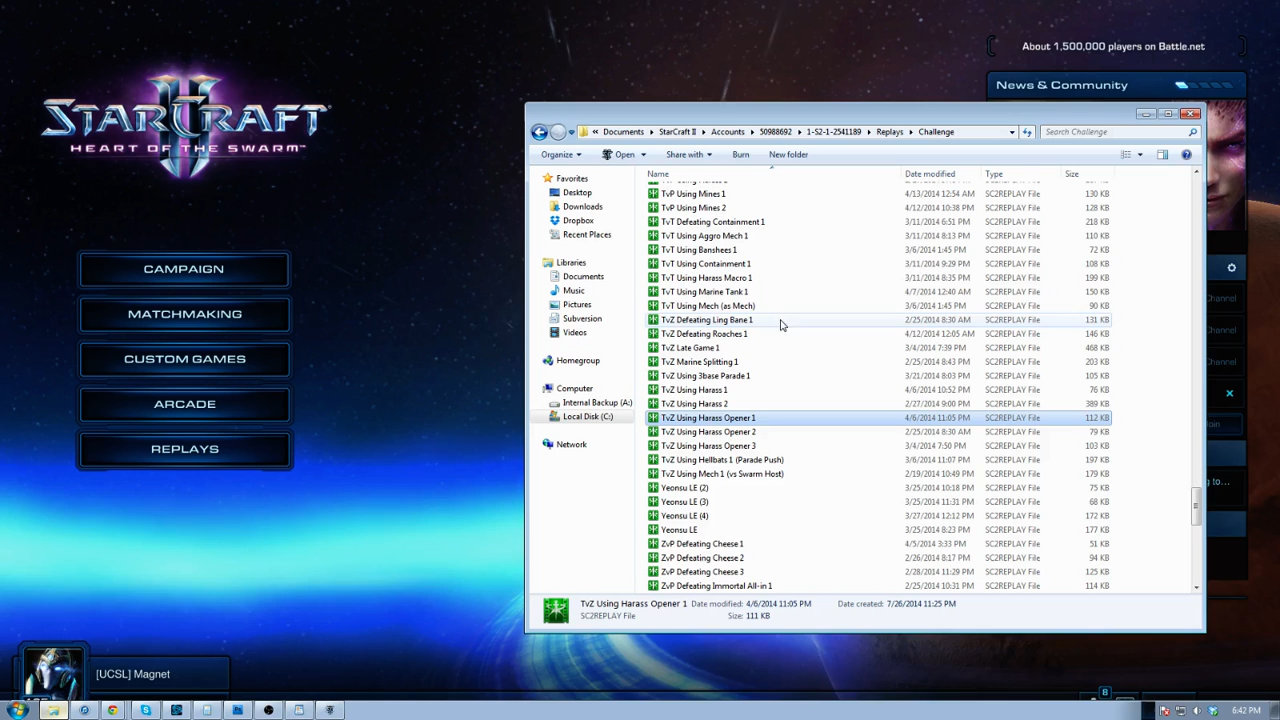 About 1,500,000 players on Battle.net
News & Community
STARCRAFT II
HEART OF THE SWARM
CAMPAIGN
MATCHMAKING
CUSTOM GAMES
ARCADE
REPLAYS
[UCSL] Magnet
« Documents ▸ StarCraft II ▸ Accounts ▸ 50988692 ▸ 1-S2-1-2541189 ▸ Replays ▸ Challenge
Search Challenge
Organize Open Share with Burn New folder
Favorites
Desktop
Downloads
Dropbox
Recent Places
Libraries
Documents
Music
Pictures
Subversion
Videos
Homegroup
Computer
Internal Backup (A:)
Local Disk (C:)
Network
Name Date modified Type Size
TvP Using Mines 1 4/13/2014 12:54 AM SC2REPLAY File 130 KB
TvP Using Mines 2 4/12/2014 10:38 PM SC2REPLAY File 128 KB
TvT Defeating Containment 1 3/11/2014 6:51 PM SC2REPLAY File 218 KB
TvT Using Aggro Mech 1 3/11/2014 8:13 PM SC2REPLAY File 110 KB
TvT Using Banshees 1 3/6/2014 1:45 PM SC2REPLAY File 72 KB
TvT Using Containment 1 3/11/2014 9:29 PM SC2REPLAY File 108 KB
TvT Using Harass Macro 1 3/11/2014 8:35 PM SC2REPLAY File 199 KB
TvT Using Marine Tank 1 4/7/2014 12:40 AM SC2REPLAY File 150 KB
TvT Using Mech (as Mech) 3/6/2014 1:45 PM SC2REPLAY File 90 KB
TvZ Defeating Ling Bane 1 2/25/2014 8:30 AM SC2REPLAY File 131 KB
TvZ Defeating Roaches 1 4/12/2014 12:05 AM SC2REPLAY File 146 KB
TvZ Late Game 1 3/4/2014 7:39 PM SC2REPLAY File 468 KB
TvZ Marine Splitting 1 2/25/2014 8:43 PM SC2REPLAY File 203 KB
TvZ Using 3base Parade 1 3/21/2014 8:03 PM SC2REPLAY File 105 KB
TvZ Using Harass 1 4/6/2014 10:52 PM SC2REPLAY File 76 KB
TvZ Using Harass 2 2/27/2014 9:00 PM SC2REPLAY File 389 KB
TvZ Using Harass Opener 1 4/6/2014 11:05 PM SC2REPLAY File 112 KB
TvZ Using Harass Opener 2 2/25/2014 8:30 AM SC2REPLAY File 79 KB
TvZ Using Harass Opener 3 3/4/2014 7:50 PM SC2REPLAY File 103 KB
TvZ Using Hellbats 1 (Parade Push) 3/6/2014 11:07 PM SC2REPLAY File 197 KB
TvZ Using Mech 1 (vs Swarm Host) 2/19/2014 10:49 PM SC2REPLAY File 179 KB
Yeonsu LE (2) 3/25/2014 10:18 PM SC2REPLAY File 75 KB
Yeonsu LE (3) 3/25/2014 11:31 PM SC2REPLAY File 68 KB
Yeonsu LE (4) 3/27/2014 12:12 PM SC2REPLAY File 172 KB
Yeonsu LE 3/25/2014 8:23 PM SC2REPLAY File 177 KB
ZvP Defeating Cheese 1 4/5/2014 3:33 PM SC2REPLAY File 51 KB
ZvP Defeating Cheese 2 2/26/2014 8:17 PM SC2REPLAY File 94 KB
ZvP Defeating Cheese 3 2/28/2014 11:29 PM SC2REPLAY File 125 KB
ZvP Defeating Immortal All-in 1 2/25/2014 10:31 PM SC2REPLAY File 114 KB
TvZ Using Harass Opener 1 Date modified: 4/6/2014 11:05 PM Date created: 7/26/2014 11:25 PM
SC2REPLAY File Size: 111 KB
Channel
Channel
Channel
g to...
8
6:42 PM